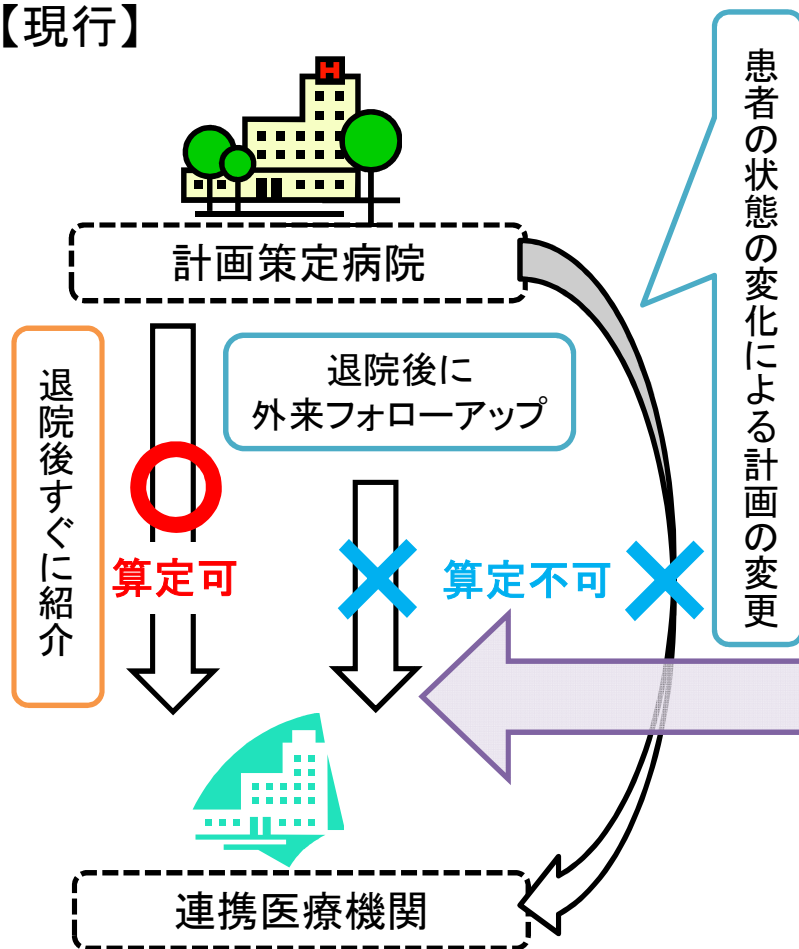 【現行】
計画策定病院
退院後すぐに紹介
退院後に
外来フォローアップ
患者の状態の変化による計画の変更
算定可
算定不可
連携医療機関